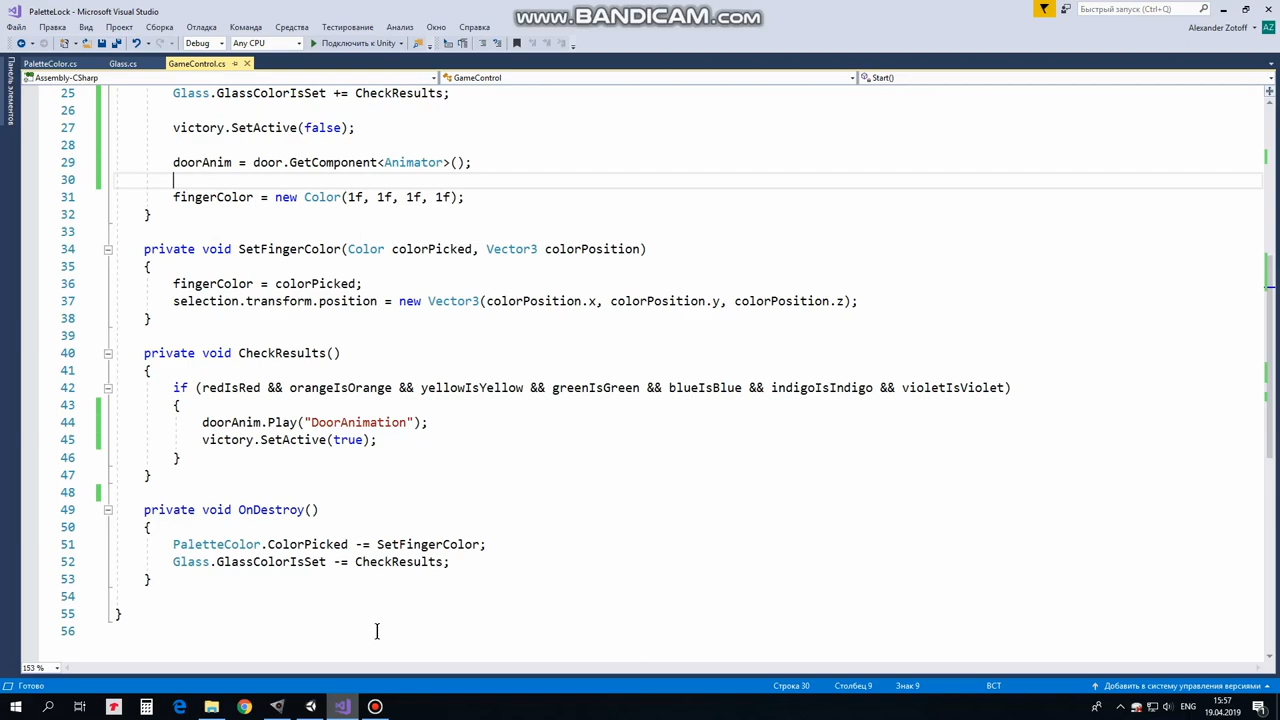 PaletteLock - Microsoft Visual Studio
www.BANDICAM.com
Быстрый запуск (Ctrl+Q)
Файл Правка Вид Проект Сборка Отладка Команда Средства Тестирование Анализ Окно Справка
Alexander Zotoff AZ
Debug Any CPU Подключить к Unity
PaletteColor.cs Glass.cs GameControl.cs
Assembly-CSharp GameControl Start()
Панель элементов
25 Glass.GlassColorIsSet += CheckResults;
26
27 victory.SetActive(false);
28
29 doorAnim = door.GetComponent<Animator>();
30
31 fingerColor = new Color(1f, 1f, 1f, 1f);
32 }
33
34 private void SetFingerColor(Color colorPicked, Vector3 colorPosition)
35 {
36 fingerColor = colorPicked;
37 selection.transform.position = new Vector3(colorPosition.x, colorPosition.y, colorPosition.z);
38 }
39
40 private void CheckResults()
41 {
42 if (redIsRed && orangeIsOrange && yellowIsYellow && greenIsGreen && blueIsBlue && indigoIsIndigo && violetIsViolet)
43 {
44 doorAnim.Play("DoorAnimation");
45 victory.SetActive(true);
46 }
47 }
48
49 private void OnDestroy()
50 {
51 PaletteColor.ColorPicked -= SetFingerColor;
52 Glass.GlassColorIsSet -= CheckResults;
53 }
54
55 }
56
153 %
Готово Строка 30 Столбец 9 Знак 9 ВСТ Добавить в систему управления версиями
ENG 15:57
19.04.2019